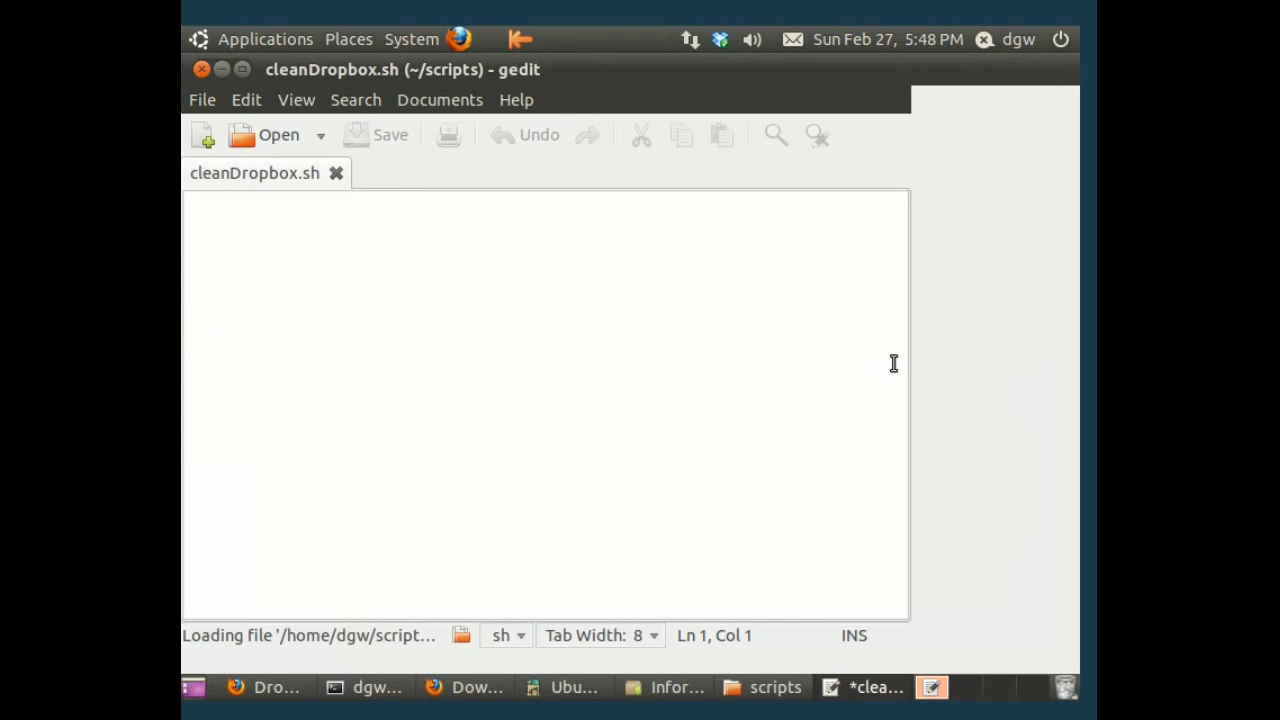 Applications Places System Sun Feb 27, 5:48 PM dgw
cleanDropbox.sh (~/scripts) - gedit
File Edit View Search Documents Help
Open Save Undo
cleanDropbox.sh
Loading file '/home/dgw/script... sh Tab Width: 8 Ln 1, Col 1 INS
Dro... dgw... Dow... Ubu... Infor... scripts *clea...